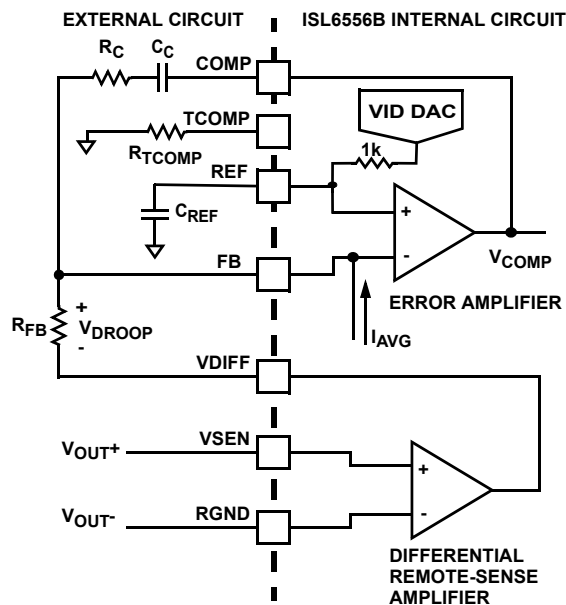 EXTERNAL CIRCUIT
ISL6556B INTERNAL CIRCUIT
RC CC
COMP
TCOMP
RTCOMP
VID DAC
1k
REF
CREF
+
-
VCOMP
FB
ERROR AMPLIFIER
IAVG
RFB
+
VDROOP
-
VDIFF
VOUT+
VSEN
+
VOUT-
RGND
-
DIFFERENTIAL
REMOTE-SENSE
AMPLIFIER